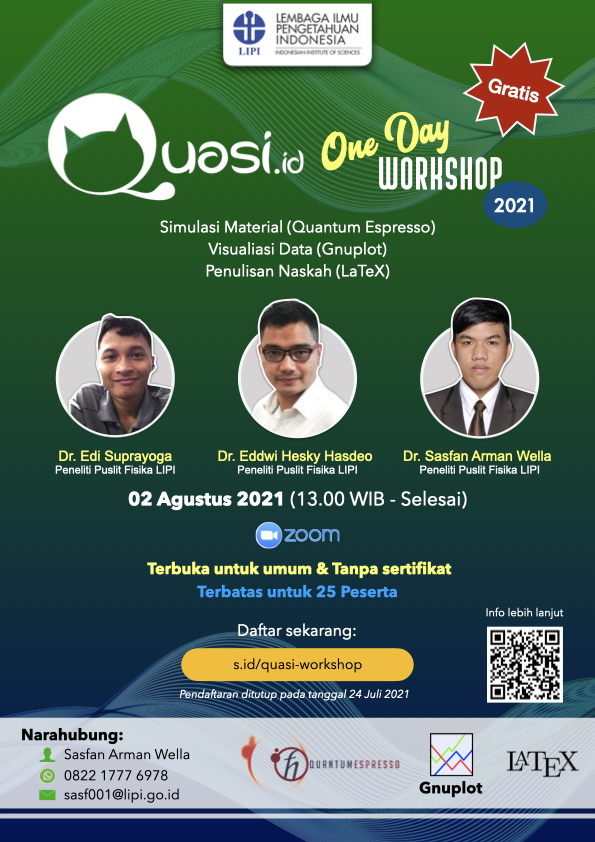 LIPI
LEMBAGA ILMU
PENGETAHUAN
INDONESIA
INDONESIAN INSTITUTE OF SCIENCES
Gratis
Quasi.id
One Day
WORKSHOP
2021
Simulasi Material (Quantum Espresso)
Visualiasi Data (Gnuplot)
Penulisan Naskah (LaTeX)
Dr. Edi Suprayoga
Peneliti Puslit Fisika LIPI
Dr. Eddwi Hesky Hasdeo
Peneliti Puslit Fisika LIPI
Dr. Sasfan Arman Wella
Peneliti Puslit Fisika LIPI
02 Agustus 2021 (13.00 WIB - Selesai)
zoom
Terbuka untuk umum & Tanpa sertifikat
Terbatas untuk 25 Peserta
Info lebih lanjut
Daftar sekarang:
s.id/quasi-workshop
Pendaftaran ditutup pada tanggal 24 Juli 2021
Narahubung:
Sasfan Arman Wella
0822 1777 6978
sasf001@lipi.go.id
ħ QUANTUMESPRESSO
Gnuplot
LATEX